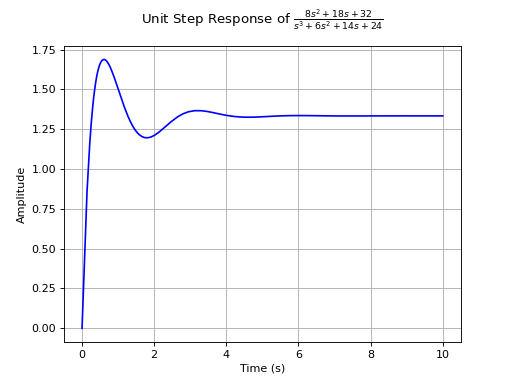 Unit Step Response of \frac{8s^2+18s+32}{s^3+6s^2+14s+24}
1.75
1.50
1.25
1.00
0.75
0.50
0.25
0.00
Amplitude
0 2 4 6 8 10
Time (s)